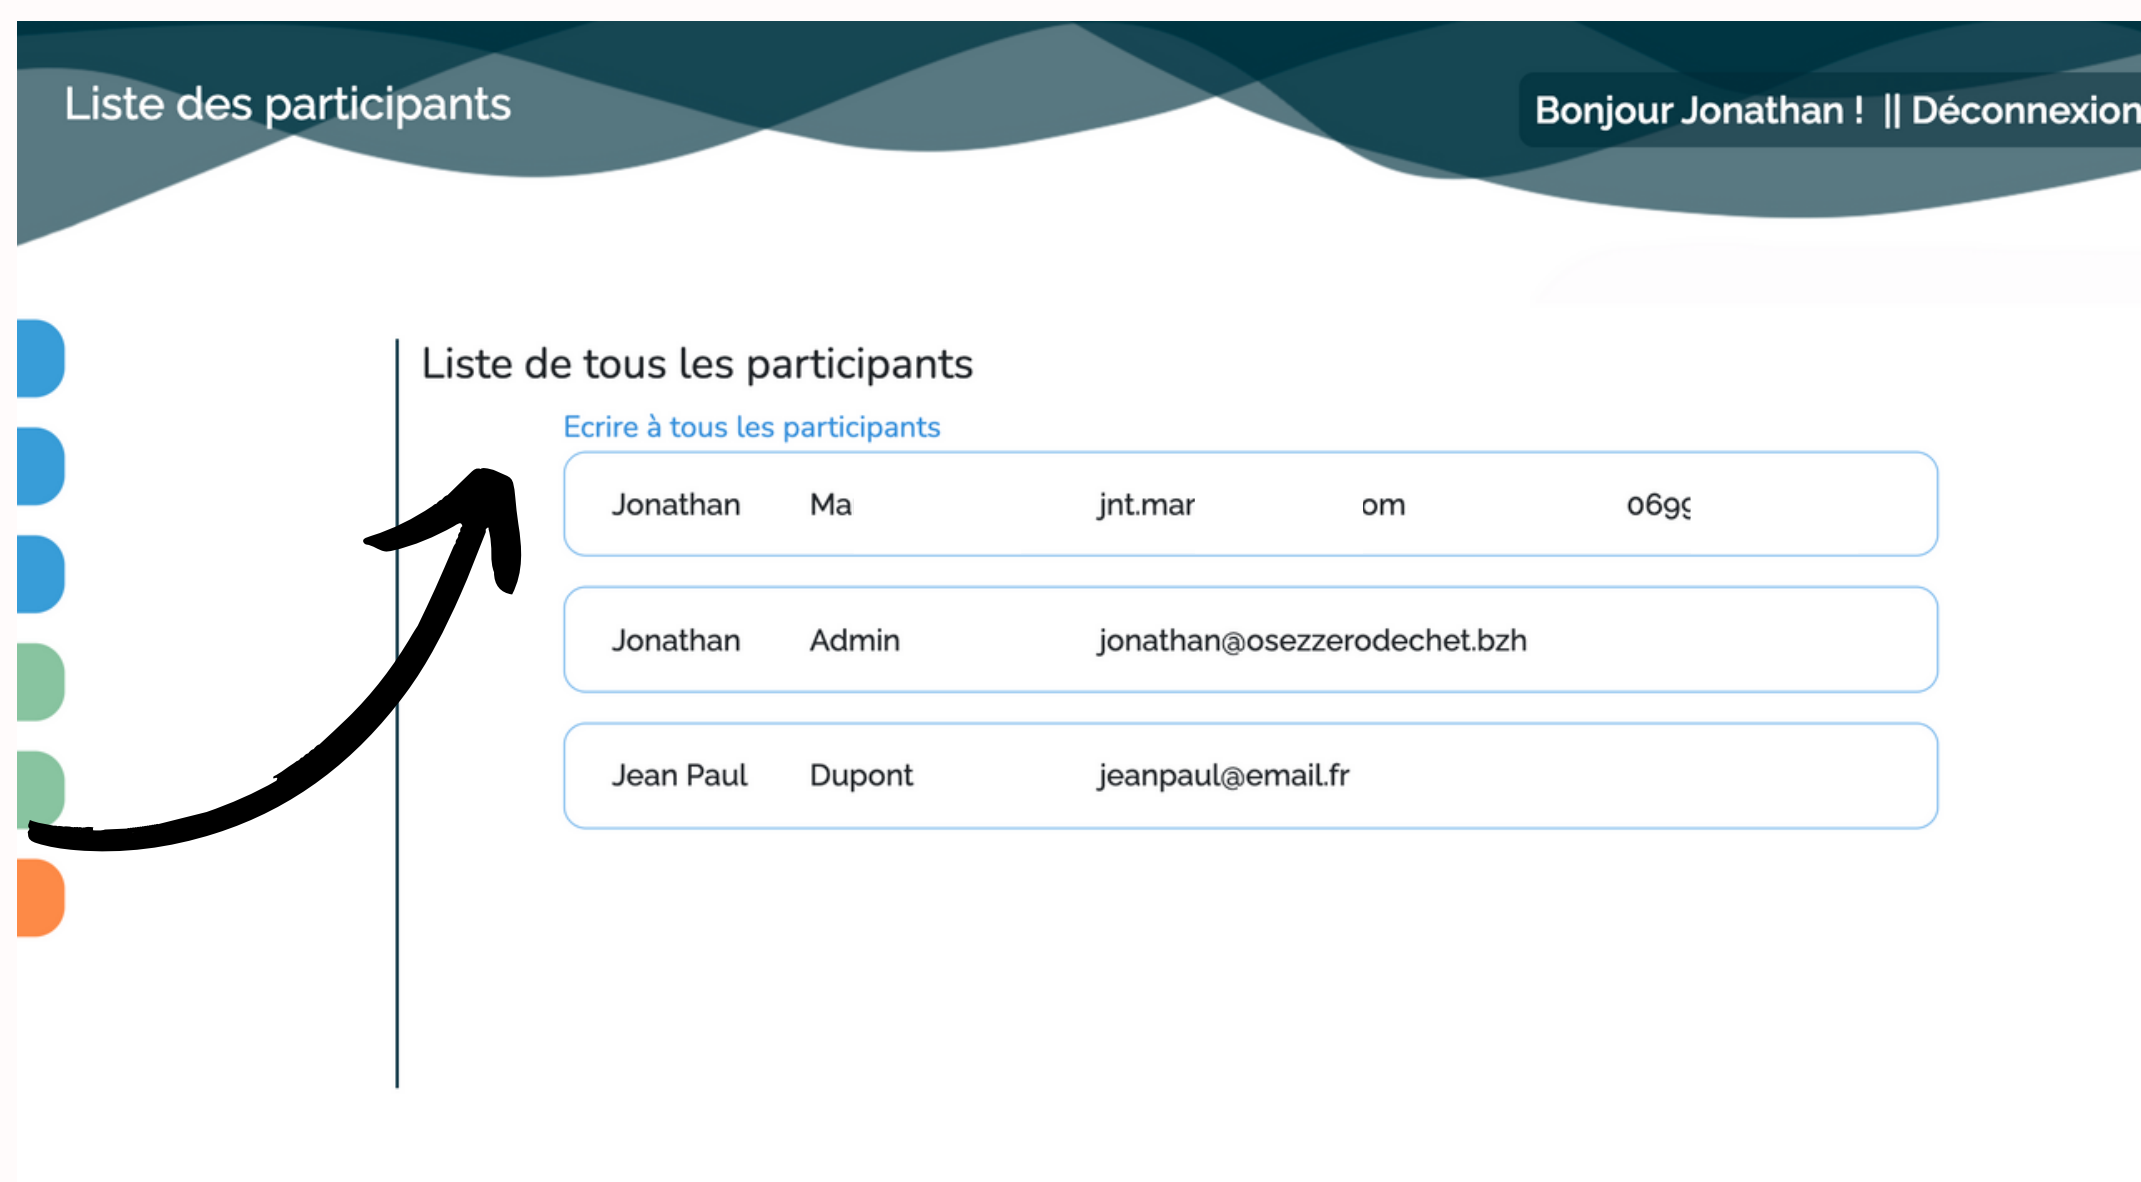 Liste des participants
Bonjour Jonathan ! || Déconnexion
Liste de tous les participants
Ecrire à tous les participants
Jonathan Ma jnt.mar om 069
Jonathan Admin jonathan@osezzerodechet.bzh
Jean Paul Dupont jeanpaul@email.fr